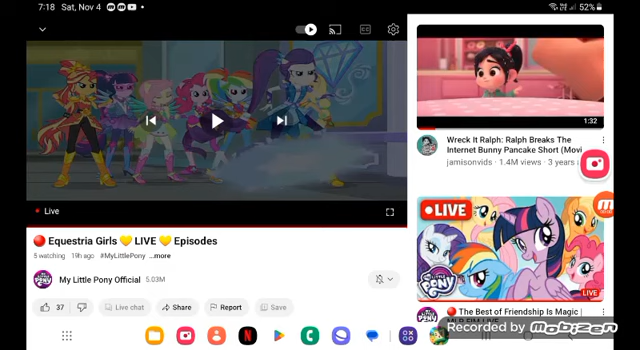 7:18 Sat, Nov 4
52%
Live
🔴 Equestria Girls 💛 LIVE 💛 Episodes
5 watching 19h ago #MyLittlePony ...more
My Little Pony Official 5.03M
37
Live chat
Share
Report
Save
1:32
Wreck It Ralph: Ralph Breaks The
Internet Bunny Pancake Short (Movi
jamisonvids · 1.4M views · 3 years
LIVE
My Little Pony
LIVE
🔴 The Best of Friendship Is Magic |
Recorded by Mobizen